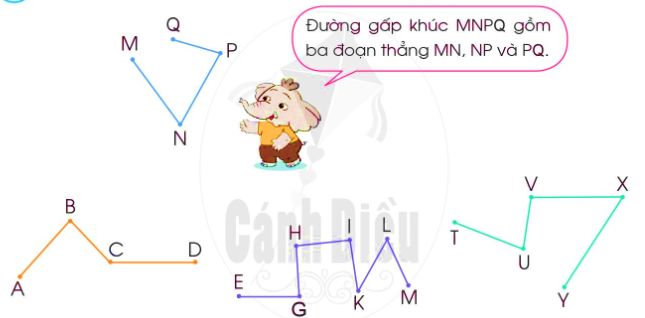 Đường gấp khúc MNPQ gồm
ba đoạn thẳng MN, NP và PQ.
Q
M
P
N
B
C
D
A
H
I
L
E
G
K
M
V
X
T
U
Y
Cánh Diều